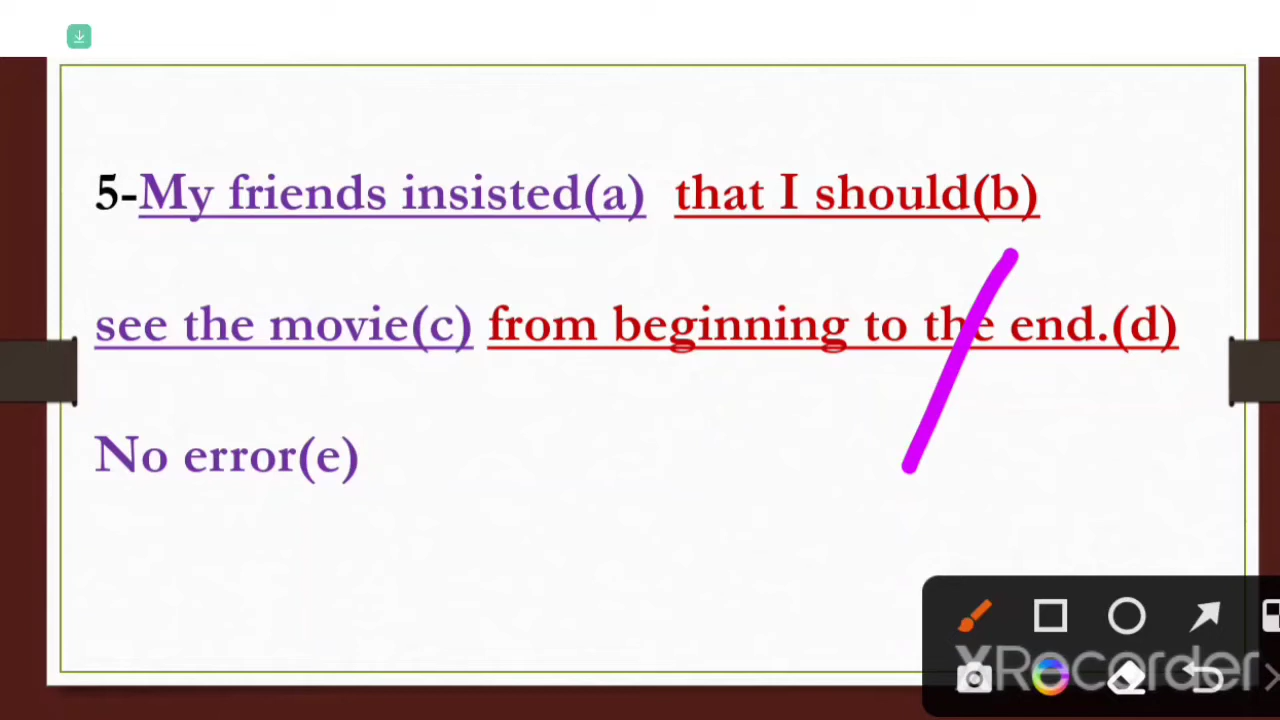 5-My friends insisted(a) that I should(b)
see the movie(c) from beginning to the end.(d)
No error(e)
XRecorder